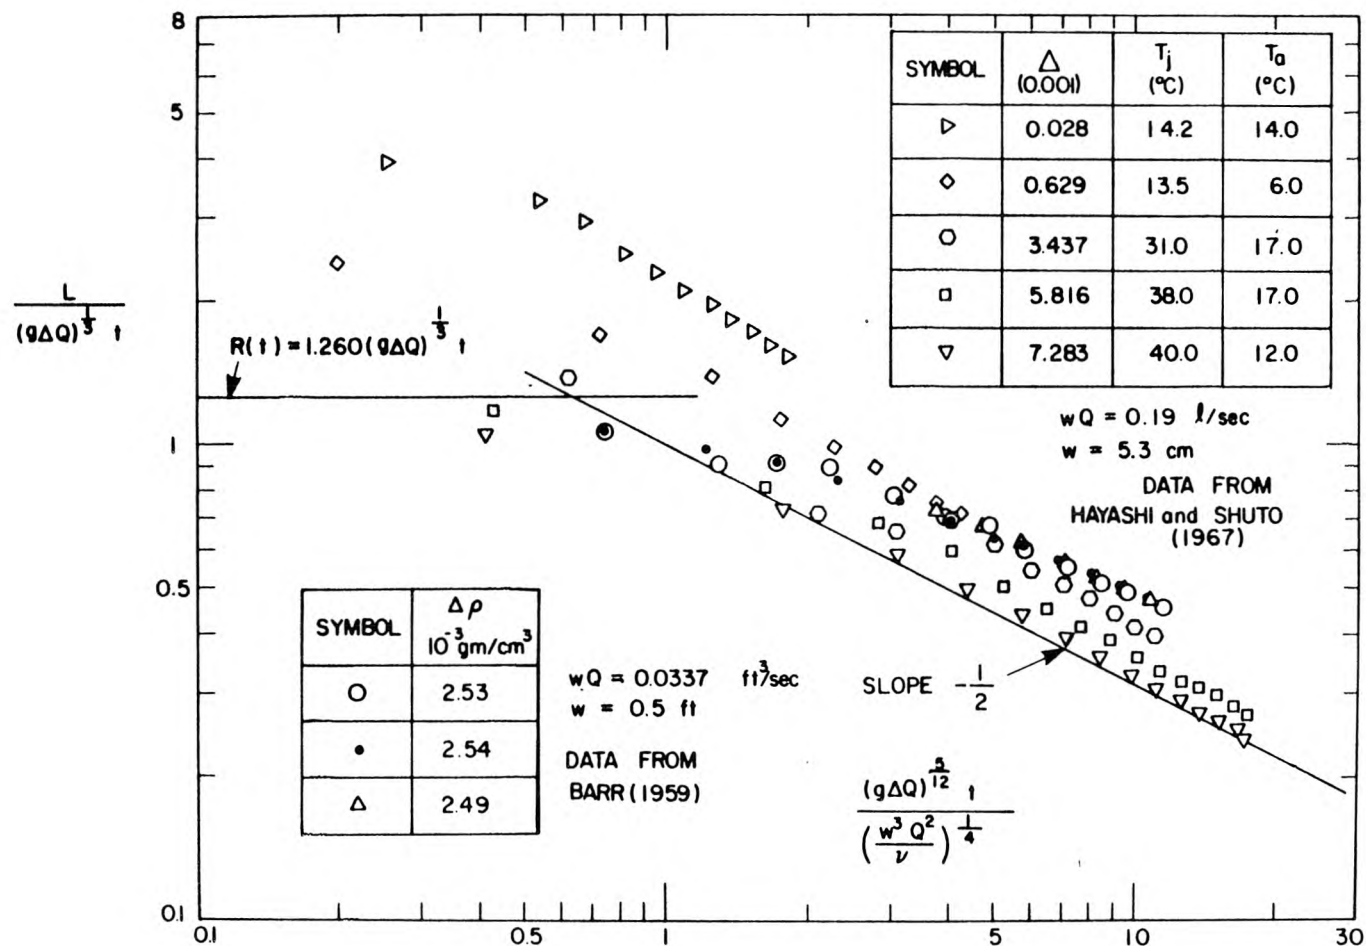 8
5
1
0.5
0.1
0.1
0.5
1
5
10
30
L
(gΔQ)^{1/3} t
R(t) = 1.260 (gΔQ)^{1/3} t
SYMBOL Δ (0.001) Tj (°C) Ta (°C)
▷ 0.028 14.2 14.0
◇ 0.629 13.5 6.0
⬡ 3.437 31.0 17.0
□ 5.816 38.0 17.0
▽ 7.283 40.0 12.0
wQ = 0.19 ℓ/sec
w = 5.3 cm
DATA FROM
HAYASHI and SHUTO
(1967)
SYMBOL Δρ 10^{-3} gm/cm^3
○ 2.53
● 2.54
△ 2.49
wQ = 0.0337 ft^3/sec
w = 0.5 ft
DATA FROM
BARR (1959)
SLOPE -1/2
(gΔQ)^{5/12} t
(w^3 Q^2 / ν)^{1/4}